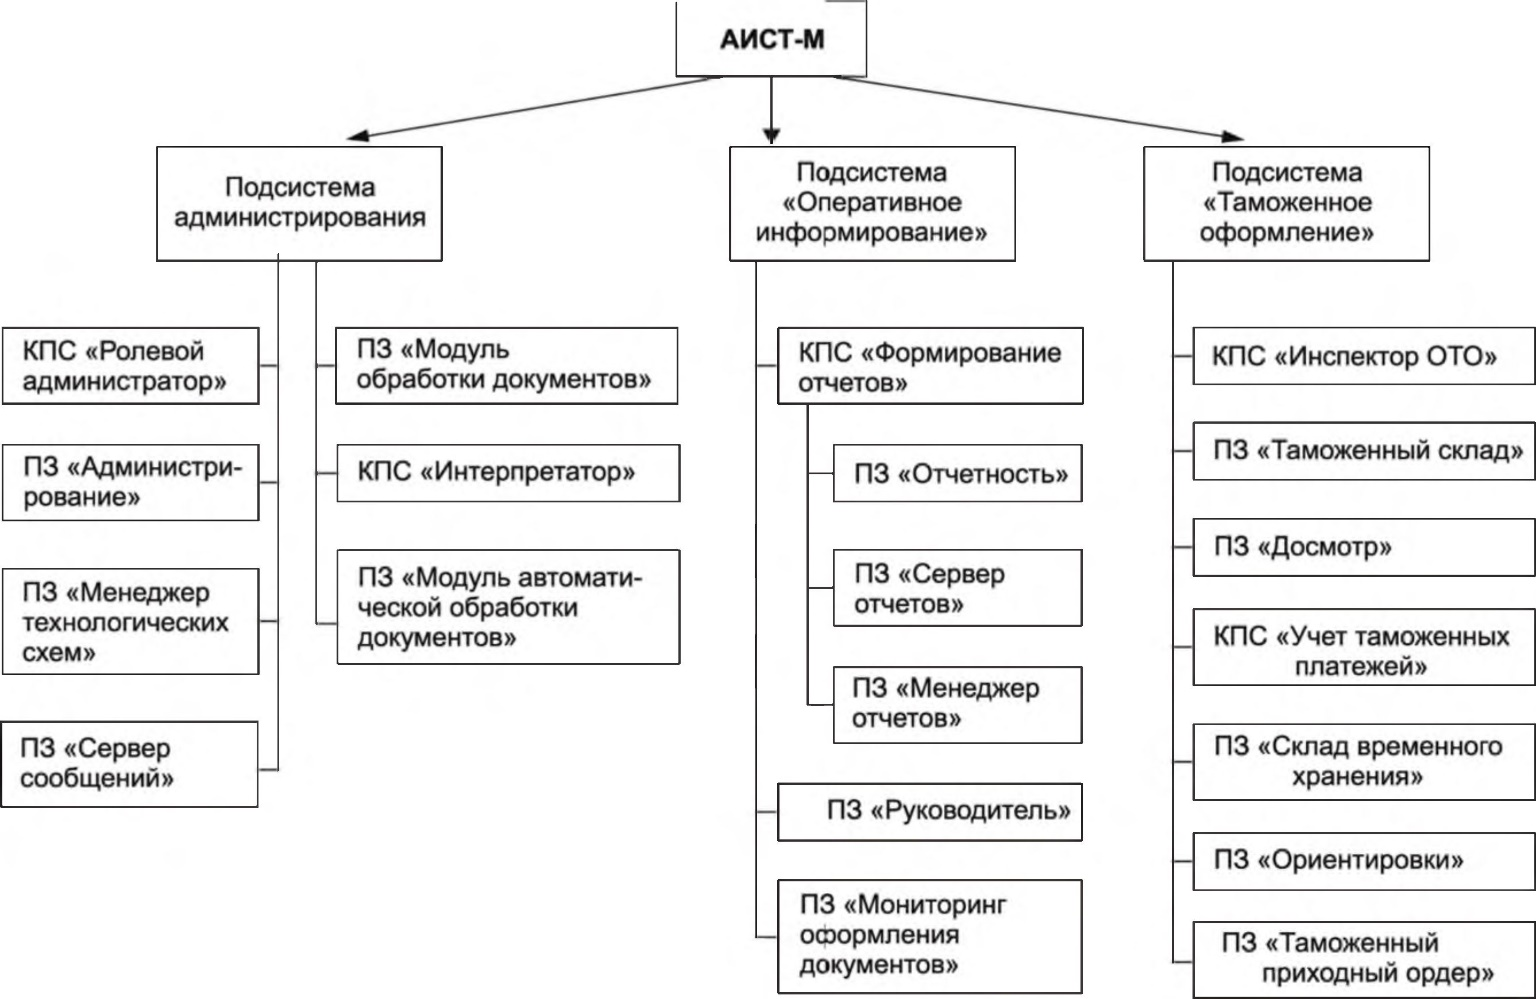 АИСТ-М
Подсистема
администрирования
КПС «Ролевой
администратор»
ПЗ «Администри-
рование»
ПЗ «Менеджер
технологических
схем»
ПЗ «Сервер
сообщений»
ПЗ «Модуль
обработки документов»
КПС «Интерпретатор»
ПЗ «Модуль автомати-
ческой обработки
документов»
Подсистема
«Оперативное
информирование»
КПС «Формирование
отчетов»
ПЗ «Отчетность»
ПЗ «Сервер
отчетов»
ПЗ «Менеджер
отчетов»
ПЗ «Руководитель»
ПЗ «Мониторинг
оформления
документов»
Подсистема
«Таможенное
оформление»
КПС «Инспектор ОТО»
ПЗ «Таможенный склад»
ПЗ «Досмотр»
КПС «Учет таможенных
платежей»
ПЗ «Склад временного
хранения»
ПЗ «Ориентировки»
ПЗ «Таможенный
приходный ордер»